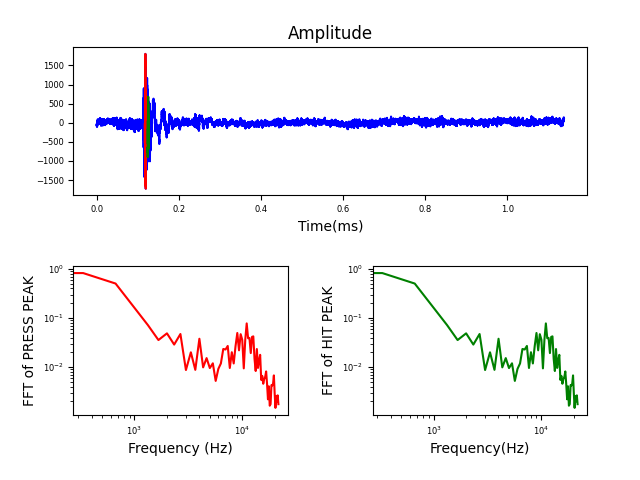 Amplitude
1500
1000
500
0
−500
−1000
−1500
0.0 0.2 0.4 0.6 0.8 1.0
Time(ms)
FFT of PRESS PEAK
10⁰
10⁻¹
10⁻²
10³ 10⁴
Frequency (Hz)
FFT of HIT PEAK
10⁰
10⁻¹
10⁻²
10³ 10⁴
Frequency(Hz)